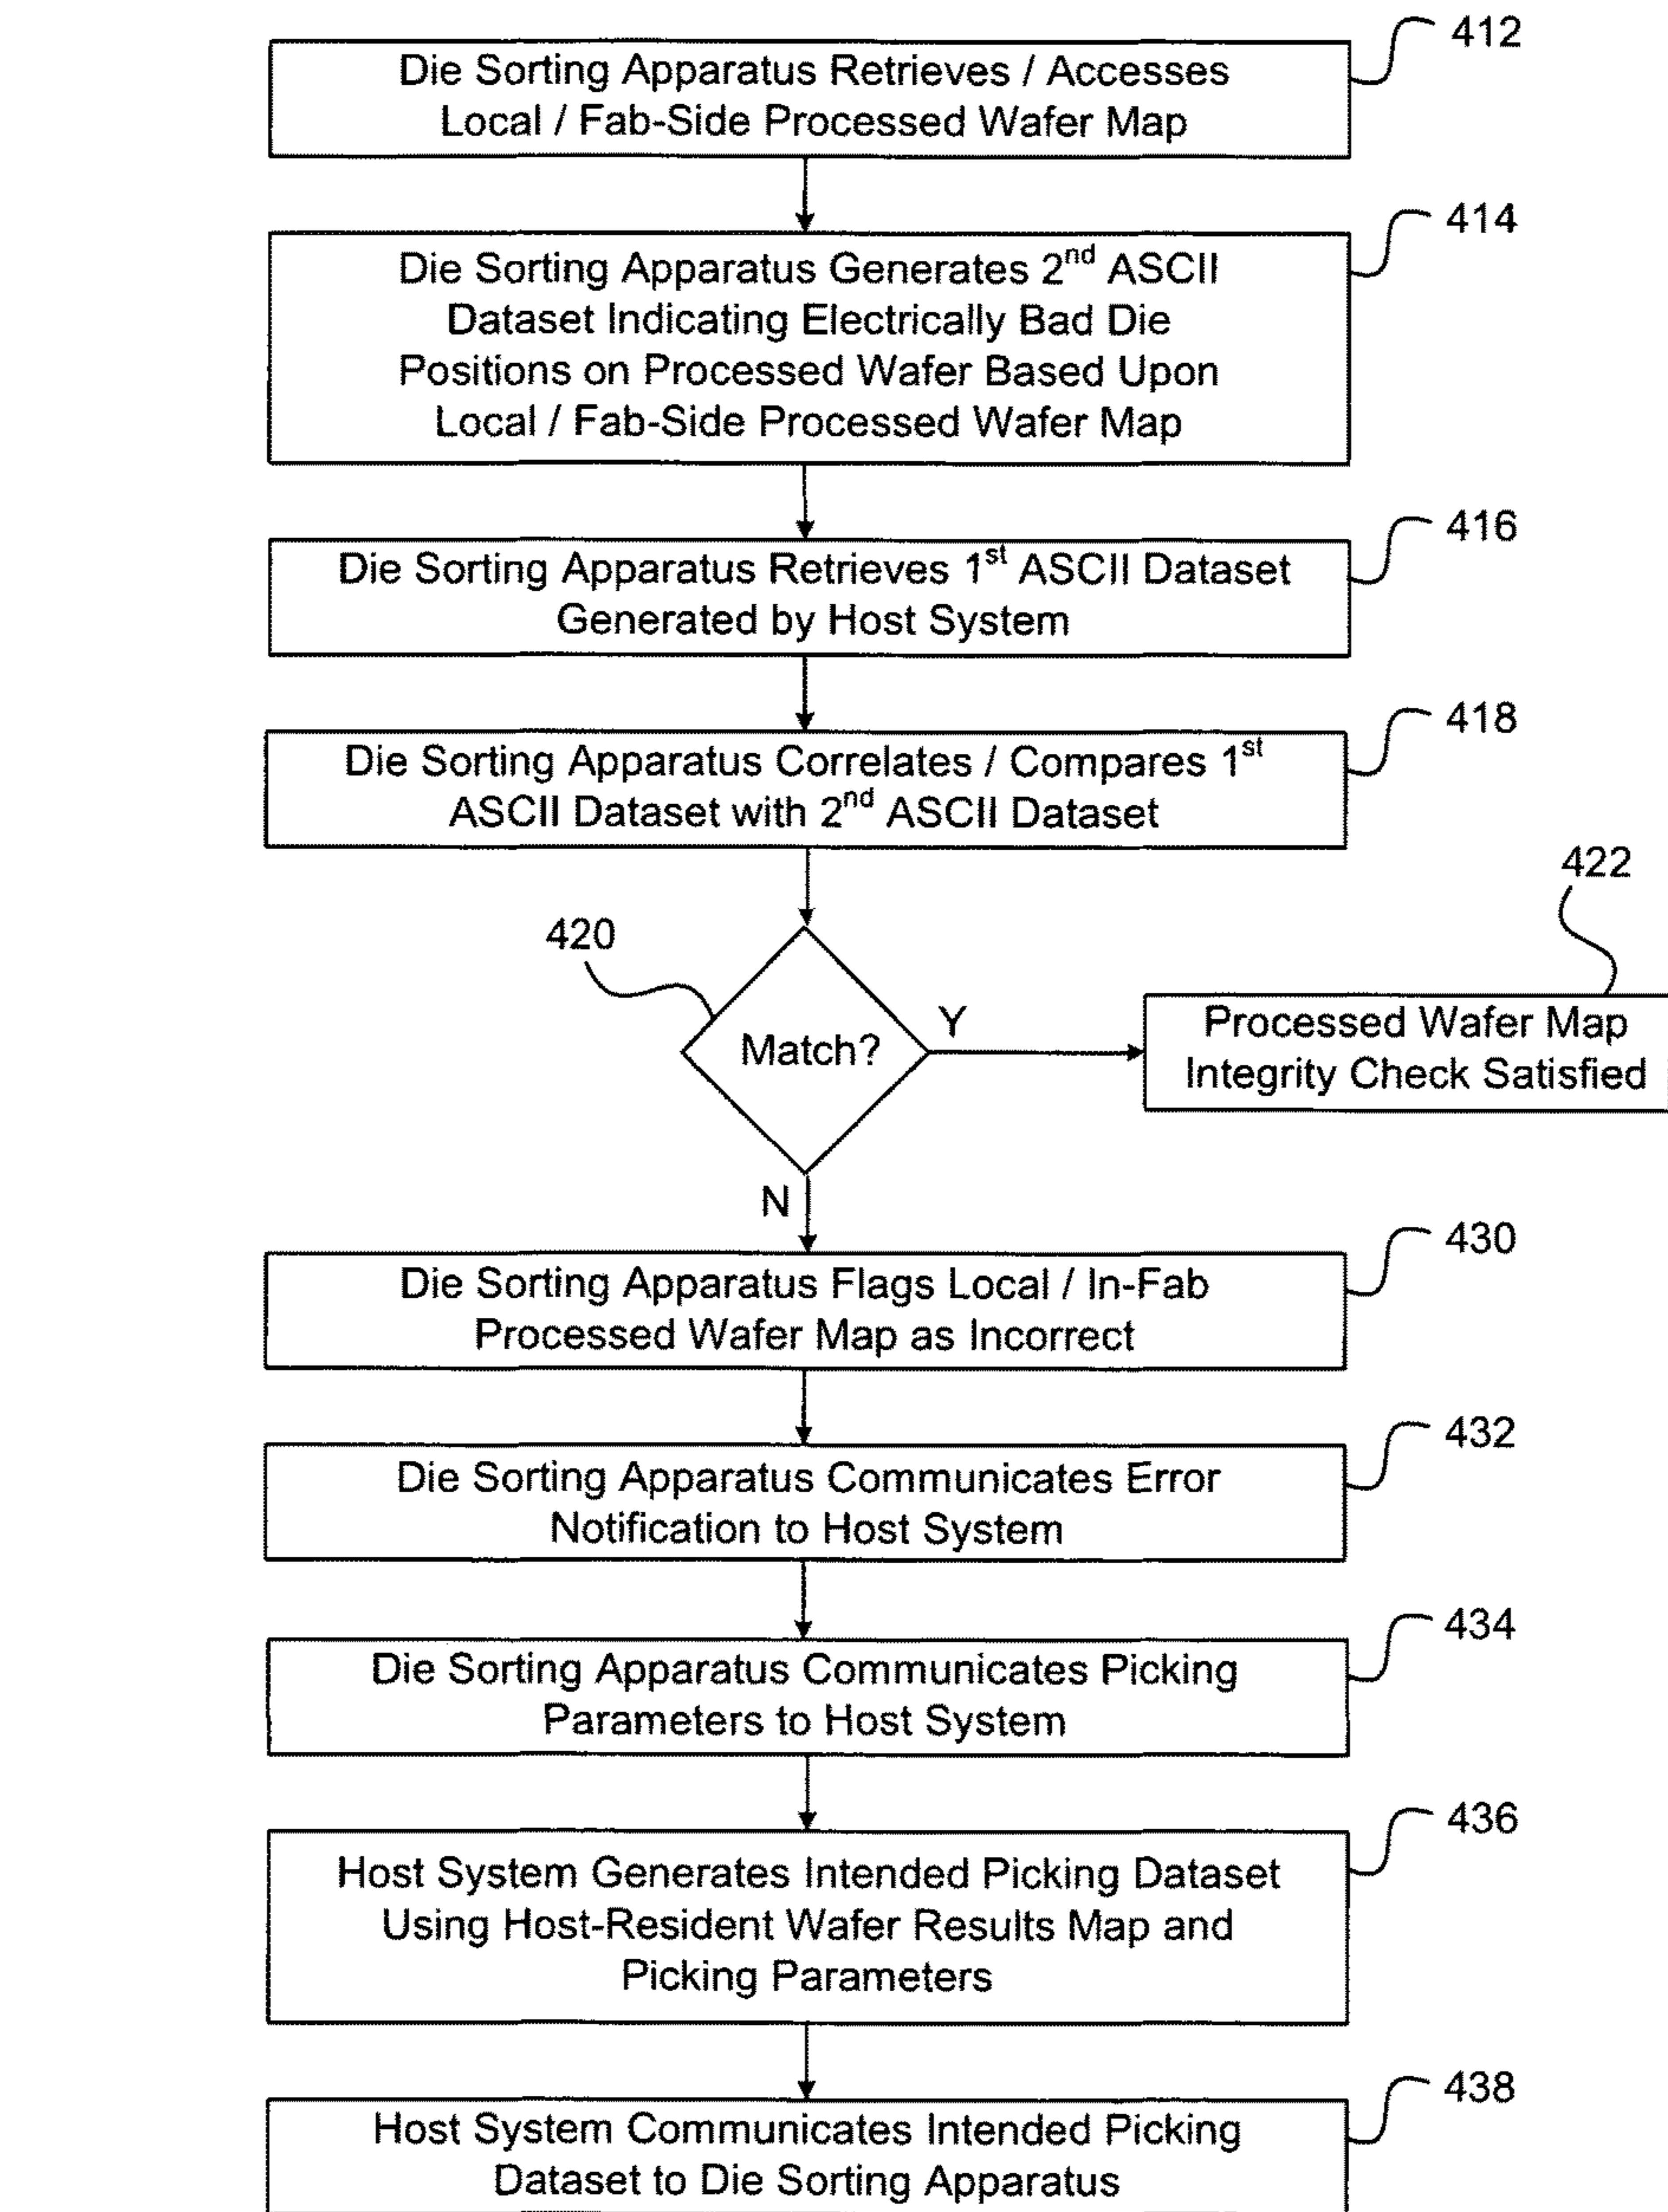 412
Die Sorting Apparatus Retrieves / Accesses
Local / Fab-Side Processed Wafer Map
414
Die Sorting Apparatus Generates 2nd ASCII
Dataset Indicating Electrically Bad Die
Positions on Processed Wafer Based Upon
Local / Fab-Side Processed Wafer Map
416
Die Sorting Apparatus Retrieves 1st ASCII Dataset
Generated by Host System
418
Die Sorting Apparatus Correlates / Compares 1st
ASCII Dataset with 2nd ASCII Dataset
420
Match?
Y
422
Processed Wafer Map
Integrity Check Satisfied
N
430
Die Sorting Apparatus Flags Local / In-Fab
Processed Wafer Map as Incorrect
432
Die Sorting Apparatus Communicates Error
Notification to Host System
434
Die Sorting Apparatus Communicates Picking
Parameters to Host System
436
Host System Generates Intended Picking Dataset
Using Host-Resident Wafer Results Map and
Picking Parameters
438
Host System Communicates Intended Picking
Dataset to Die Sorting Apparatus